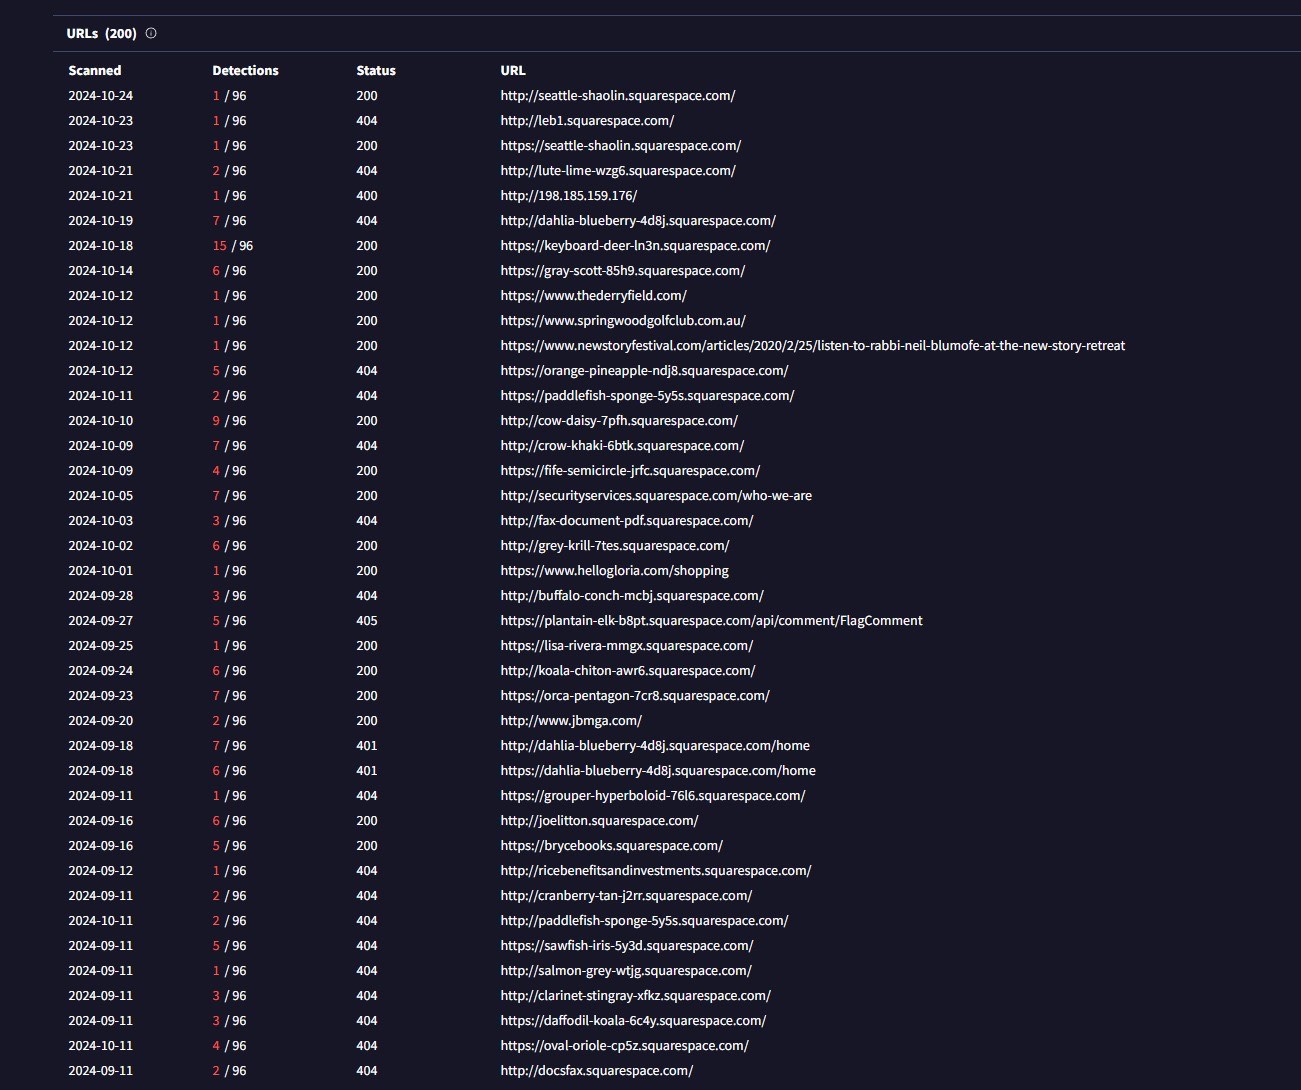 URLs (200)
Scanned Detections Status URL
2024-10-24 1 / 96 200 http://seattle-shaolin.squarespace.com/
2024-10-23 1 / 96 404 http://leb1.squarespace.com/
2024-10-23 1 / 96 200 https://seattle-shaolin.squarespace.com/
2024-10-21 2 / 96 404 http://lute-lime-wzg6.squarespace.com/
2024-10-21 1 / 96 400 http://198.185.159.176/
2024-10-19 7 / 96 404 http://dahlia-blueberry-4d8j.squarespace.com/
2024-10-18 15 / 96 200 https://keyboard-deer-ln3n.squarespace.com/
2024-10-14 6 / 96 200 https://gray-scott-85h9.squarespace.com/
2024-10-12 1 / 96 200 https://www.thederryfield.com/
2024-10-12 1 / 96 200 https://www.springwoodgolfclub.com.au/
2024-10-12 1 / 96 200 https://www.newstoryfestival.com/articles/2020/2/25/listen-to-rabbi-neil-blumofe-at-the-new-story-retreat
2024-10-12 5 / 96 404 https://orange-pineapple-ndj8.squarespace.com/
2024-10-11 2 / 96 404 https://paddlefish-sponge-5y5s.squarespace.com/
2024-10-10 9 / 96 200 http://cow-daisy-7pfh.squarespace.com/
2024-10-09 7 / 96 404 http://crow-khaki-6btk.squarespace.com/
2024-10-09 4 / 96 200 https://fife-semicircle-jrfc.squarespace.com/
2024-10-05 7 / 96 200 http://securityservices.squarespace.com/who-we-are
2024-10-03 3 / 96 404 http://fax-document-pdf.squarespace.com/
2024-10-02 6 / 96 200 http://grey-krill-7tes.squarespace.com/
2024-10-01 1 / 96 200 https://www.hellogloria.com/shopping
2024-09-28 3 / 96 404 http://buffalo-conch-mcbj.squarespace.com/
2024-09-27 5 / 96 405 https://plantain-elk-b8pt.squarespace.com/api/comment/FlagComment
2024-09-25 1 / 96 200 https://lisa-rivera-mmgx.squarespace.com/
2024-09-24 6 / 96 200 http://koala-chiton-awr6.squarespace.com/
2024-09-23 7 / 96 200 https://orca-pentagon-7cr8.squarespace.com/
2024-09-20 2 / 96 200 http://www.jbmga.com/
2024-09-18 7 / 96 401 http://dahlia-blueberry-4d8j.squarespace.com/home
2024-09-18 6 / 96 401 https://dahlia-blueberry-4d8j.squarespace.com/home
2024-09-11 1 / 96 404 https://grouper-hyperboloid-76l6.squarespace.com/
2024-09-16 6 / 96 200 http://joelitton.squarespace.com/
2024-09-16 5 / 96 200 https://brycebooks.squarespace.com/
2024-09-12 1 / 96 404 http://ricebenefitsandinvestments.squarespace.com/
2024-09-11 2 / 96 404 http://cranberry-tan-j2rr.squarespace.com/
2024-10-11 2 / 96 404 http://paddlefish-sponge-5y5s.squarespace.com/
2024-09-11 5 / 96 404 https://sawfish-iris-5y3d.squarespace.com/
2024-09-11 1 / 96 404 http://salmon-grey-wtjg.squarespace.com/
2024-09-11 3 / 96 404 http://clarinet-stingray-xfkz.squarespace.com/
2024-09-11 3 / 96 404 https://daffodil-koala-6c4y.squarespace.com/
2024-10-11 4 / 96 404 https://oval-oriole-cp5z.squarespace.com/
2024-09-11 2 / 96 404 http://docsfax.squarespace.com/